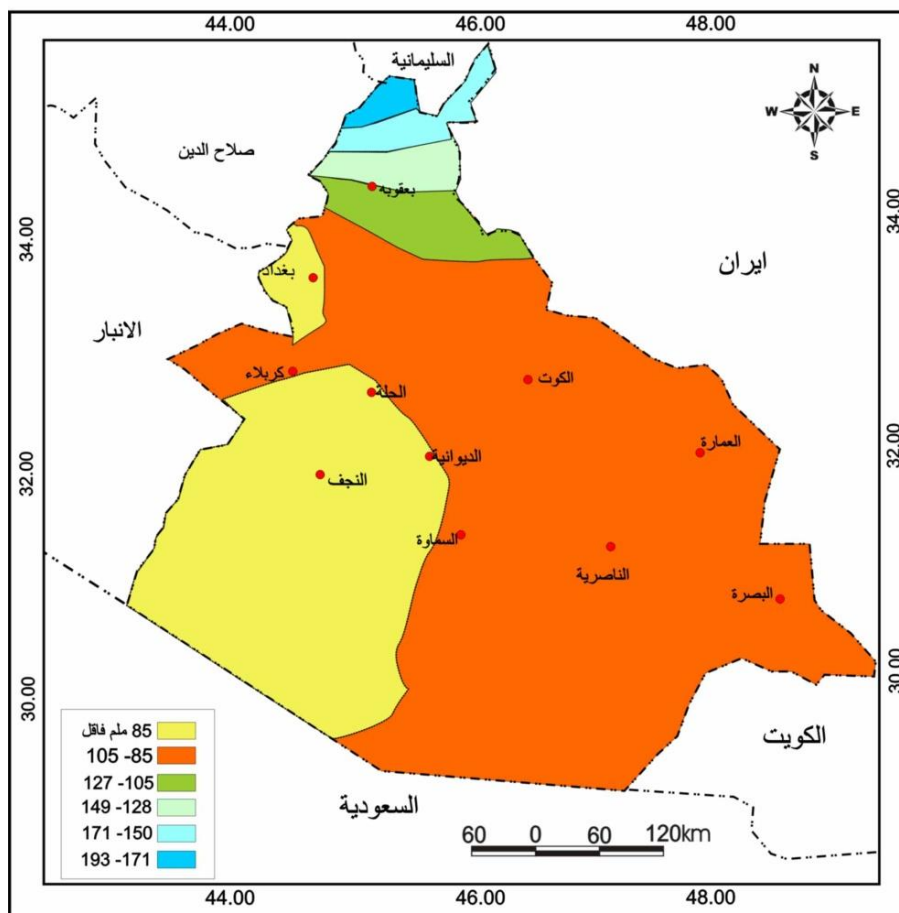 44.00 46.00 48.00
السليمانية
N
W E
S
صلاح الدين
بعقوبة
34.00 34.00
ايران
بغداد
الانبار
كربلاء
الحلة
الكوت
العمارة
الديوانية
32.00 32.00
النجف
السماوة
الناصرية
البصرة
30.00 30.00
الكويت
85 ملم فاقل
85- 105
105- 127
128- 149
150- 171
171- 193
السعودية
60 0 60 120km
44.00 46.00 48.00